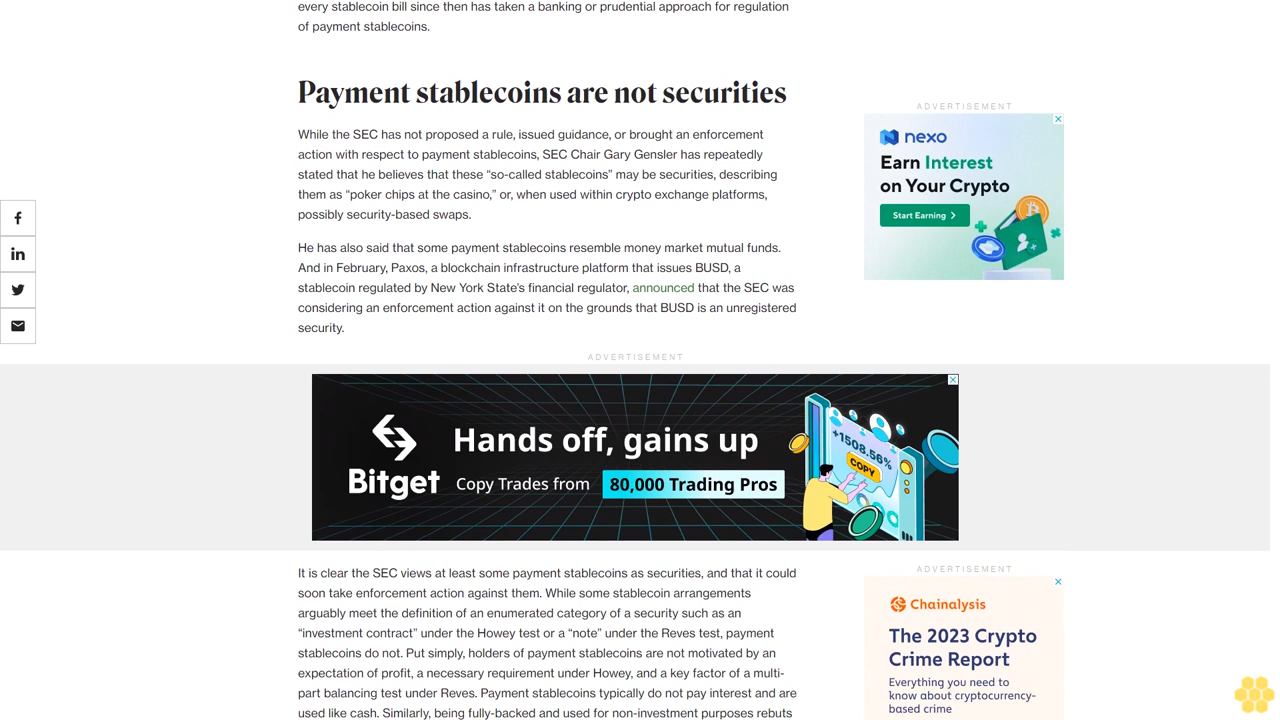 every stablecoin bill since then has taken a banking or prudential approach for regulation
of payment stablecoins.
Payment stablecoins are not securities
While the SEC has not proposed a rule, issued guidance, or brought an enforcement
action with respect to payment stablecoins, SEC Chair Gary Gensler has repeatedly
stated that he believes that these “so-called stablecoins” may be securities, describing
them as “poker chips at the casino,” or, when used within crypto exchange platforms,
possibly security-based swaps.
He has also said that some payment stablecoins resemble money market mutual funds.
And in February, Paxos, a blockchain infrastructure platform that issues BUSD, a
stablecoin regulated by New York State’s financial regulator, announced that the SEC was
considering an enforcement action against it on the grounds that BUSD is an unregistered
security.
ADVERTISEMENT
nexo
Earn Interest
on Your Crypto
Start Earning
ADVERTISEMENT
Bitget
Hands off, gains up
Copy Trades from 80,000 Trading Pros
+1508.56%
COPY
It is clear the SEC views at least some payment stablecoins as securities, and that it could
soon take enforcement action against them. While some stablecoin arrangements
arguably meet the definition of an enumerated category of a security such as an
“investment contract” under the Howey test or a “note” under the Reves test, payment
stablecoins do not. Put simply, holders of payment stablecoins are not motivated by an
expectation of profit, a necessary requirement under Howey, and a key factor of a multi-
part balancing test under Reves. Payment stablecoins typically do not pay interest and are
used like cash. Similarly, being fully-backed and used for non-investment purposes rebuts
ADVERTISEMENT
Chainalysis
The 2023 Crypto
Crime Report
Everything you need to
know about cryptocurrency-
based crime